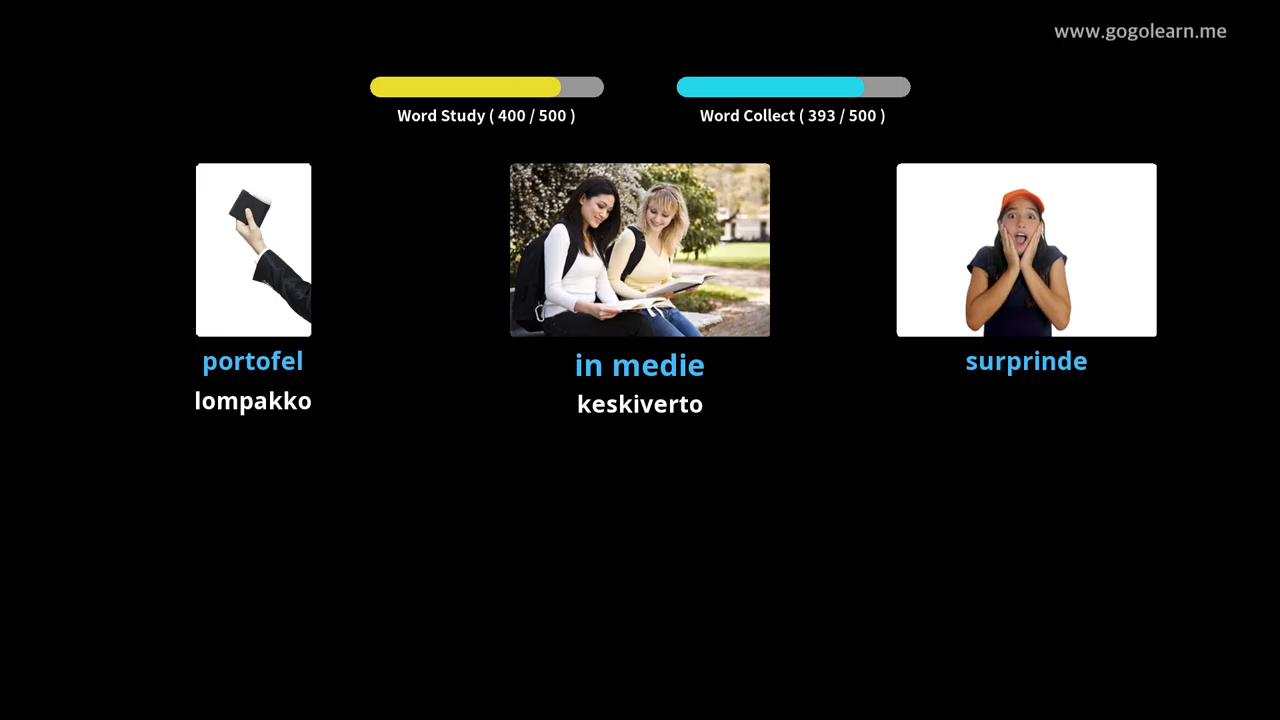 www.gogolearn.me
Word Study ( 400 / 500 )
Word Collect ( 393 / 500 )
portofel
lompakko
in medie
keskiverto
surprinde